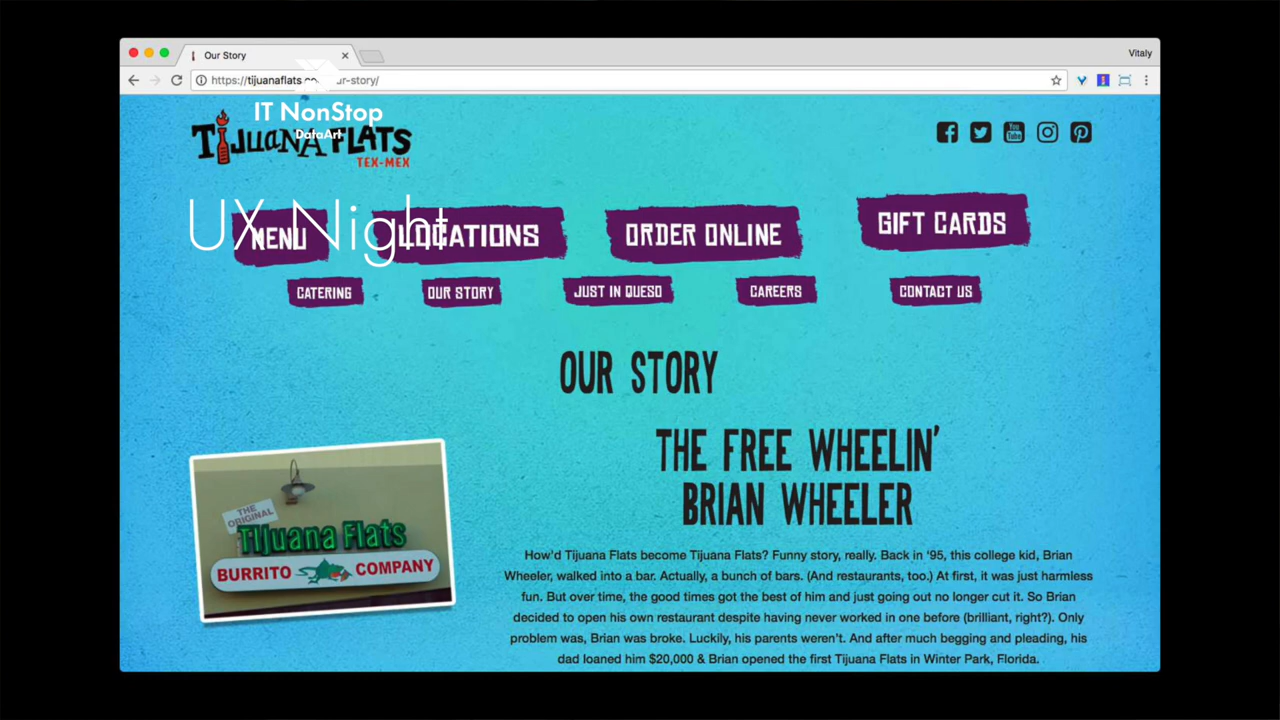 Our Story
Vitaly
https://tijuanaflats.co ur-story/
IT NonStop
DataArt
TIJUANA FLATS
TEX-MEX
UX Night
MENU
LOCATIONS
ORDER ONLINE
GIFT CARDS
CATERING
OUR STORY
JUST IN QUESO
CAREERS
CONTACT US
OUR STORY
THE FREE WHEELIN'
BRIAN WHEELER
THE
ORIGINAL
Tijuana Flats
BURRITO COMPANY
How'd Tijuana Flats become Tijuana Flats? Funny story, really. Back in ‘95, this college kid, Brian
Wheeler, walked into a bar. Actually, a bunch of bars. (And restaurants, too.) At first, it was just harmless
fun. But over time, the good times got the best of him and just going out no longer cut it. So Brian
decided to open his own restaurant despite having never worked in one before (brilliant, right?). Only
problem was, Brian was broke. Luckily, his parents weren’t. And after much begging and pleading, his
dad loaned him $20,000 & Brian opened the first Tijuana Flats in Winter Park, Florida.